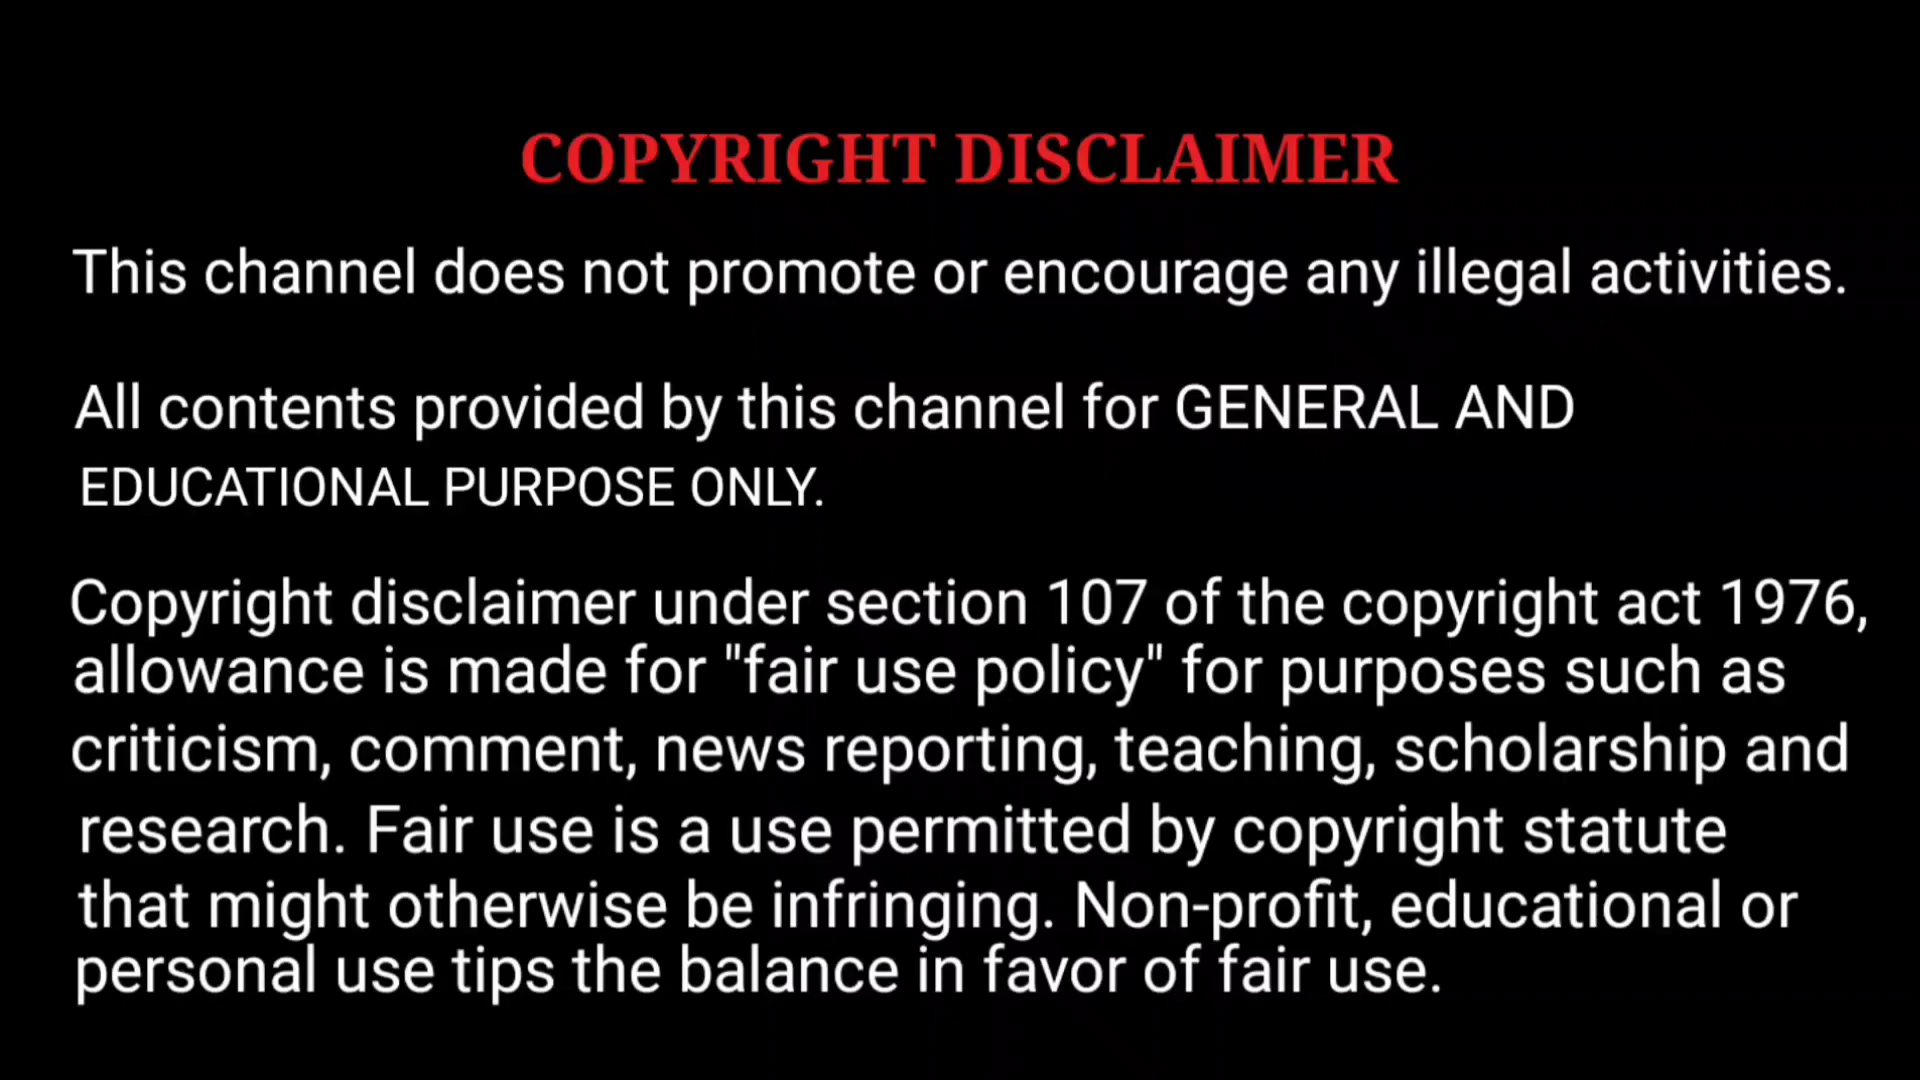 COPYRIGHT DISCLAIMER
This channel does not promote or encourage any illegal activities.
All contents provided by this channel for GENERAL AND
EDUCATIONAL PURPOSE ONLY.
Copyright disclaimer under section 107 of the copyright act 1976,
allowance is made for "fair use policy" for purposes such as
criticism, comment, news reporting, teaching, scholarship and
research. Fair use is a use permitted by copyright statute
that might otherwise be infringing. Non-profit, educational or
personal use tips the balance in favor of fair use.